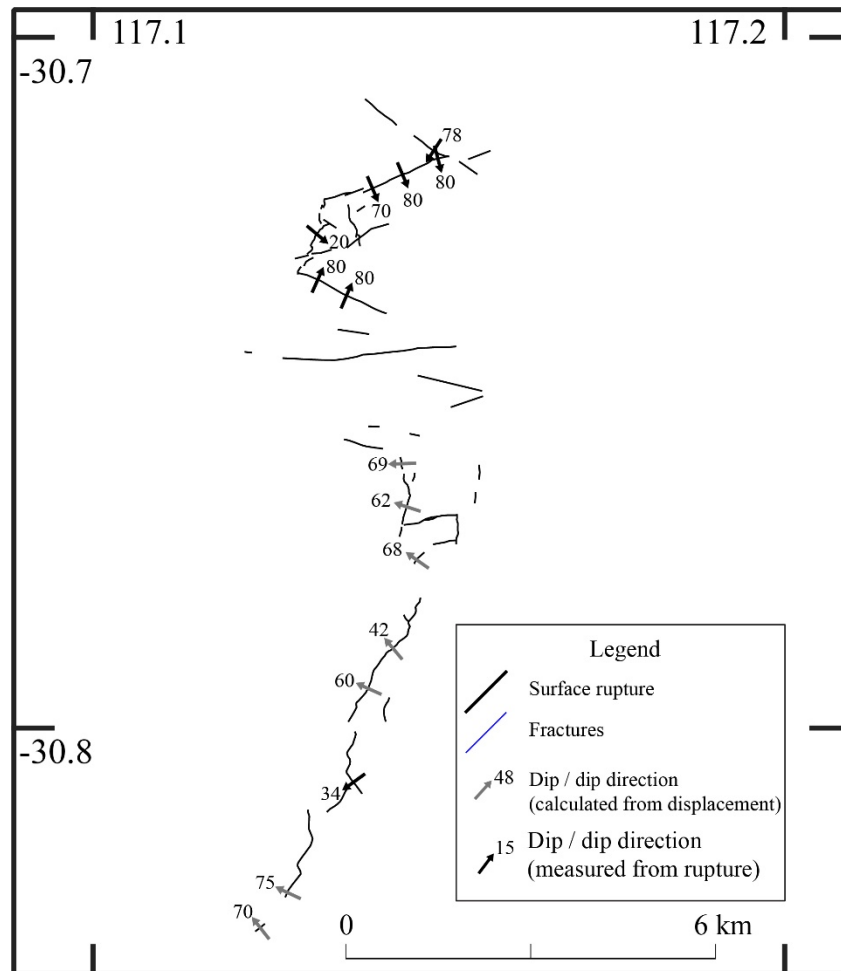 117.1
117.2
-30.7
78
80
80
70
20
80
80
69
62
68
42
60
-30.8
34
75
70
Legend
Surface rupture
Fractures
48 Dip / dip direction
(calculated from displacement)
15 Dip / dip direction
(measured from rupture)
0
6 km